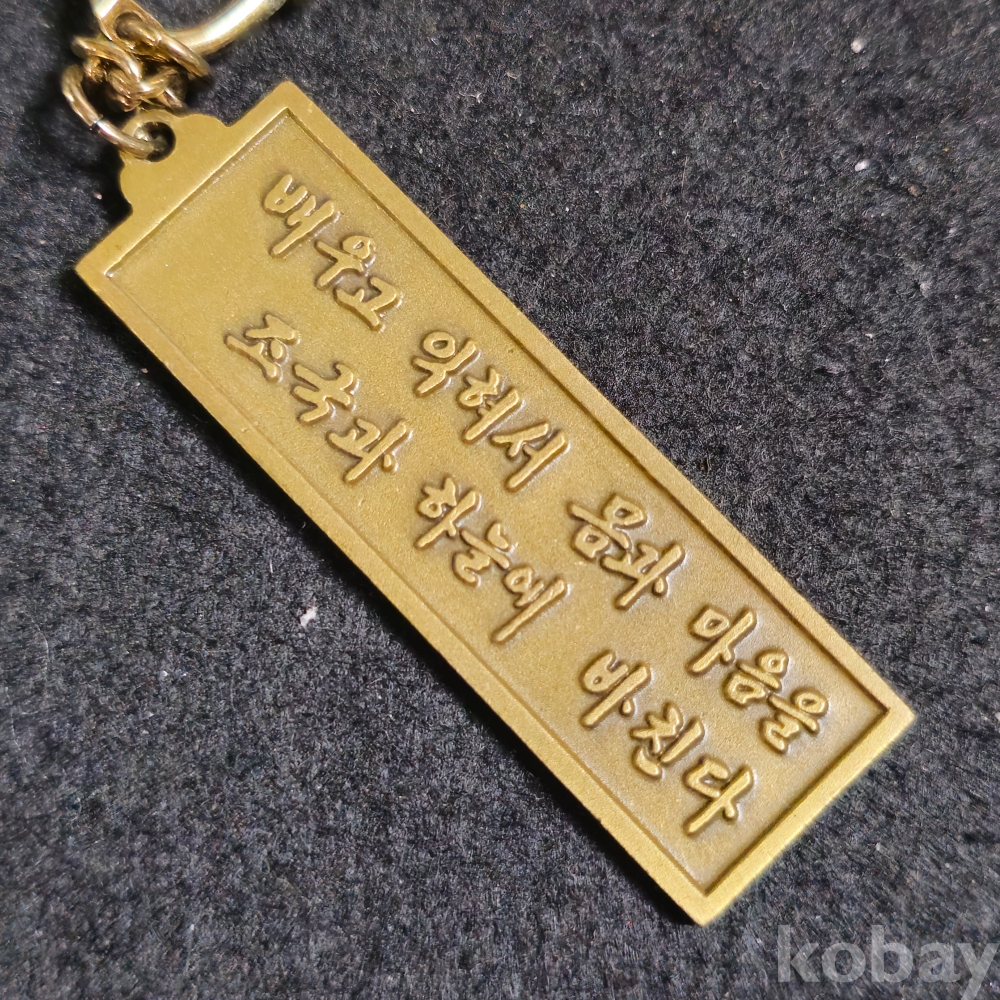 배우고 익혀서 몸과 마음을
조국과 하늘에 바친다
kobay